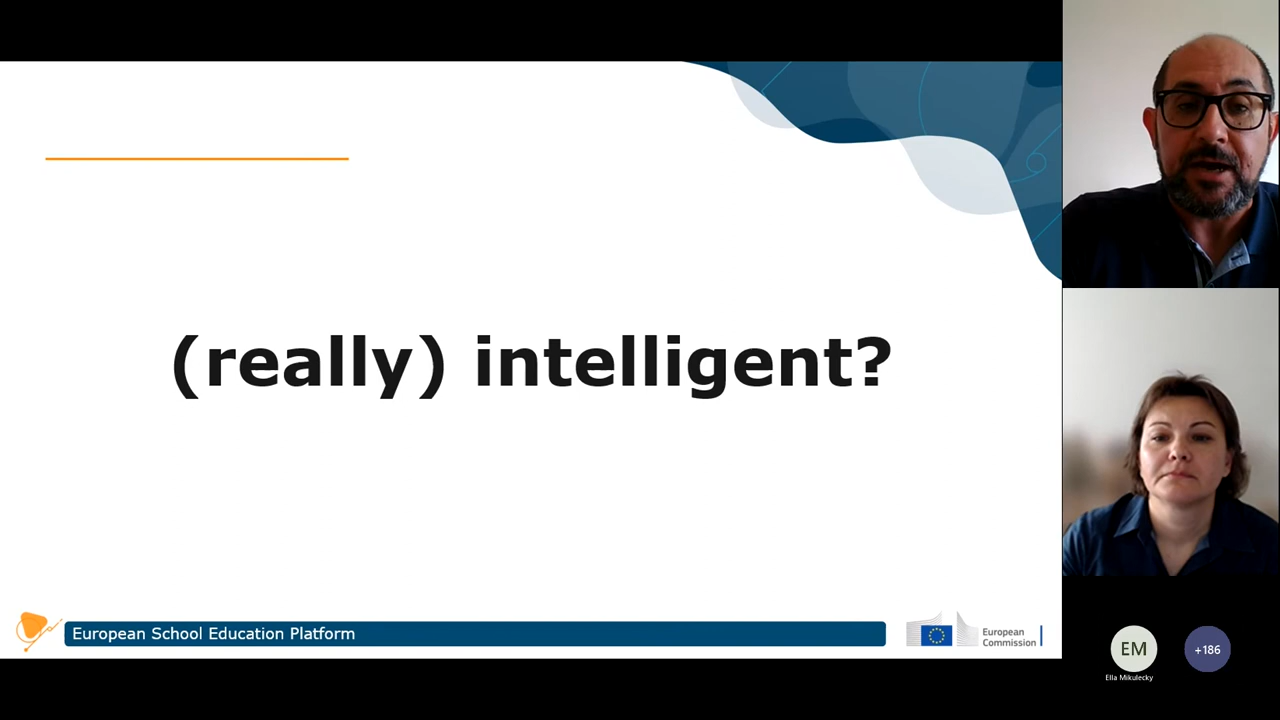 (really) intelligent?
European School Education Platform
European
Commission
EM
Ella Mikulecky
+186